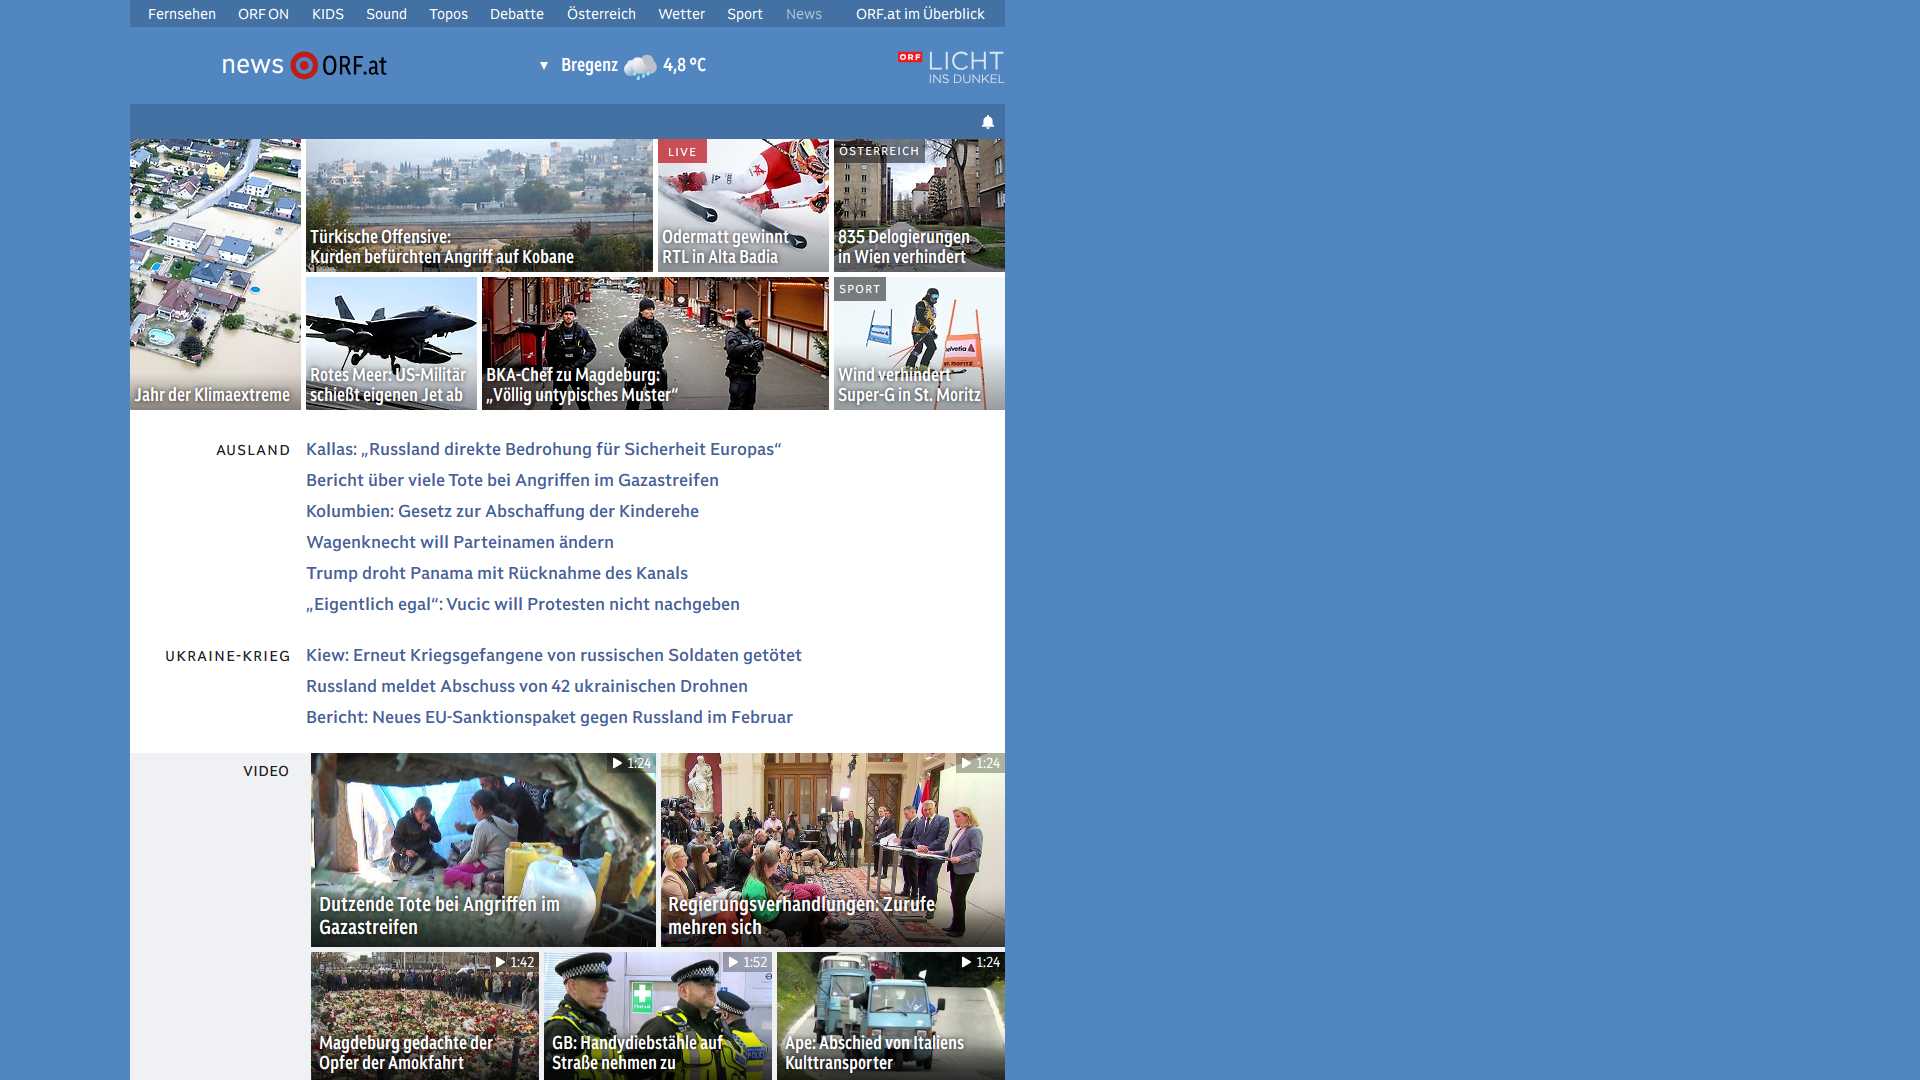 Fernsehen ORF ON KIDS Sound Topos Debatte Österreich Wetter Sport News ORF.at im Überblick
news ORF.at
Bregenz 4,8 °C
ORF LICHT
INS DUNKEL
Jahr der Klimaextreme
Türkische Offensive:
Kurden befürchten Angriff auf Kobane
LIVE
Odermatt gewinnt
RTL in Alta Badia
ÖSTERREICH
835 Delogierungen
in Wien verhindert
Rotes Meer: US-Militär
schießt eigenen Jet ab
BKA-Chef zu Magdeburg:
„Völlig untypisches Muster“
SPORT
helvetia
Wind verhindert
Super-G in St. Moritz
AUSLAND
Kallas: „Russland direkte Bedrohung für Sicherheit Europas“
Bericht über viele Tote bei Angriffen im Gazastreifen
Kolumbien: Gesetz zur Abschaffung der Kinderehe
Wagenknecht will Parteinamen ändern
Trump droht Panama mit Rücknahme des Kanals
„Eigentlich egal“: Vucic will Protesten nicht nachgeben
UKRAINE-KRIEG
Kiew: Erneut Kriegsgefangene von russischen Soldaten getötet
Russland meldet Abschuss von 42 ukrainischen Drohnen
Bericht: Neues EU-Sanktionspaket gegen Russland im Februar
VIDEO
1:24
Dutzende Tote bei Angriffen im
Gazastreifen
1:24
Regierungsverhandlungen: Zurufe
mehren sich
1:42
Magdeburg gedachte der
Opfer der Amokfahrt
1:52
GB: Handydiebstähle auf
Straße nehmen zu
1:24
Ape: Abschied von Italiens
Kulttransporter